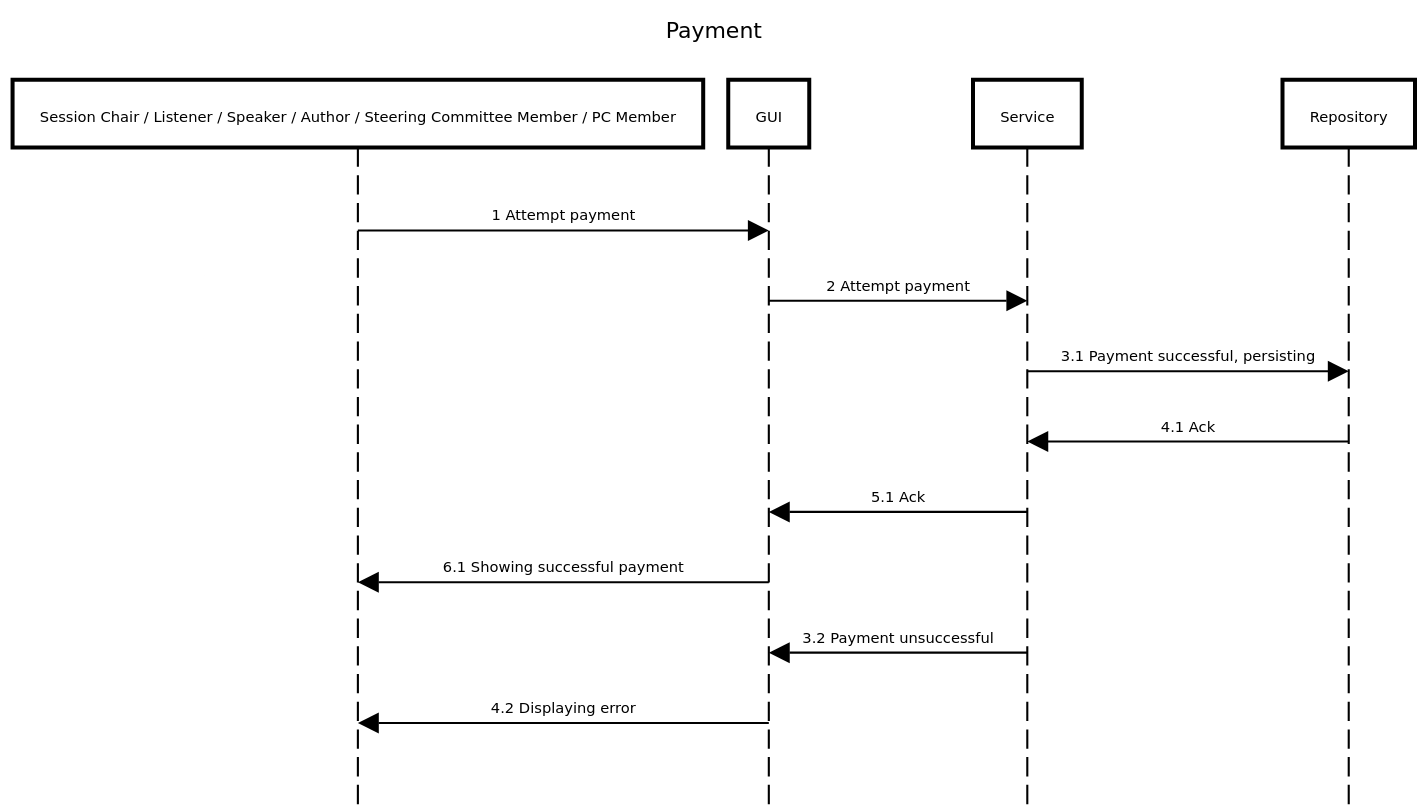 Payment
Session Chair / Listener / Speaker / Author / Steering Committee Member / PC Member
GUI
Service
Repository
1 Attempt payment
2 Attempt payment
3.1 Payment successful, persisting
4.1 Ack
5.1 Ack
6.1 Showing successful payment
3.2 Payment unsuccessful
4.2 Displaying error